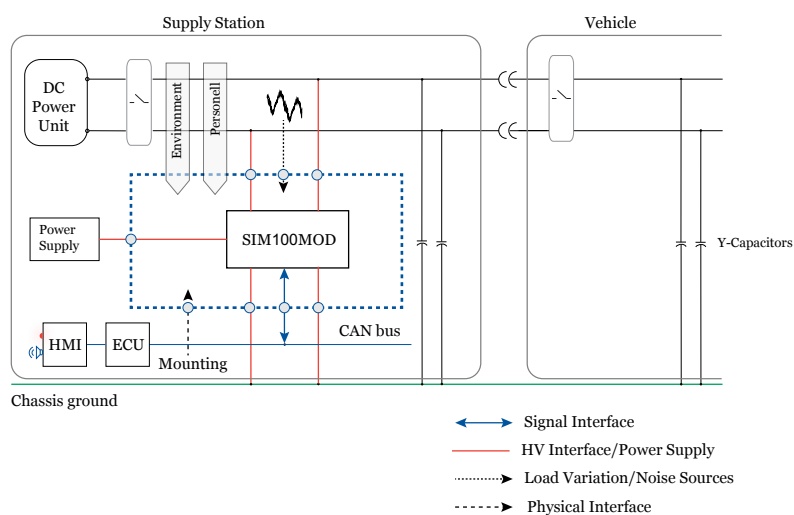 Supply Station
Vehicle
DC
Power
Unit
Environment
Personell
Power
Supply
SIM100MOD
Y-Capacitors
CAN bus
HMI
ECU
Mounting
Chassis ground
Signal Interface
HV Interface/Power Supply
Load Variation/Noise Sources
Physical Interface